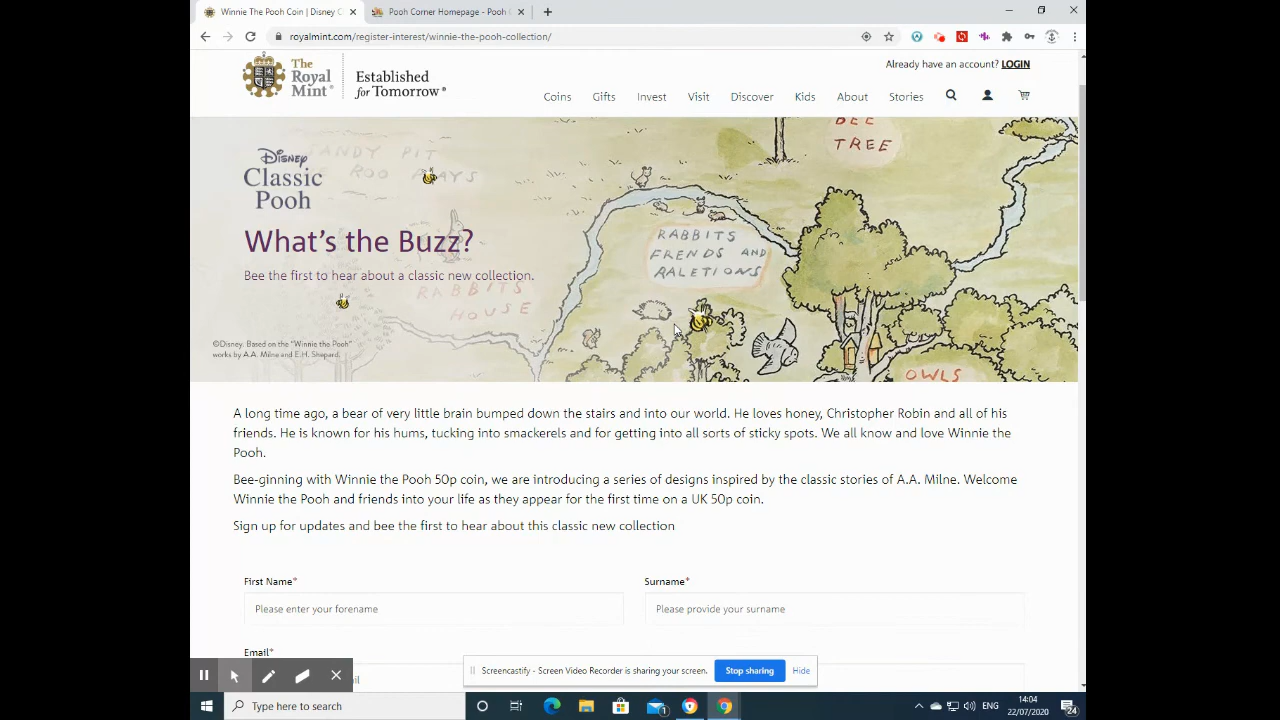 Winnie The Pooh Coin | Disney C
Pooh Corner Homepage - Pooh C
royalmint.com/register-interest/winnie-the-pooh-collection/
Already have an account? LOGIN
The Royal Mint®
Established for Tomorrow®
Coins Gifts Invest Visit Discover Kids About Stories
BEE
TREE
SANDY PIT
ROO PLAYS
Disney
Classic
Pooh
What's the Buzz?
Bee the first to hear about a classic new collection.
RABBITS
FRENDS AND
RALETIONS
RABBITS
HOUSE
OWLS
©Disney. Based on the "Winnie the Pooh"
works by A.A. Milne and E.H. Shepard.
A long time ago, a bear of very little brain bumped down the stairs and into our world. He loves honey, Christopher Robin and all of his
friends. He is known for his hums, tucking into smackerels and for getting into all sorts of sticky spots. We all know and love Winnie the
Pooh.
Bee-ginning with Winnie the Pooh 50p coin, we are introducing a series of designs inspired by the classic stories of A.A. Milne. Welcome
Winnie the Pooh and friends into your life as they appear for the first time on a UK 50p coin.
Sign up for updates and bee the first to hear about this classic new collection
First Name* Surname*
Please enter your forename Please provide your surname
Email*
Screencastify - Screen Video Recorder is sharing your screen. Stop sharing Hide
Type here to search
1
ENG
14:04
22/07/2020
24